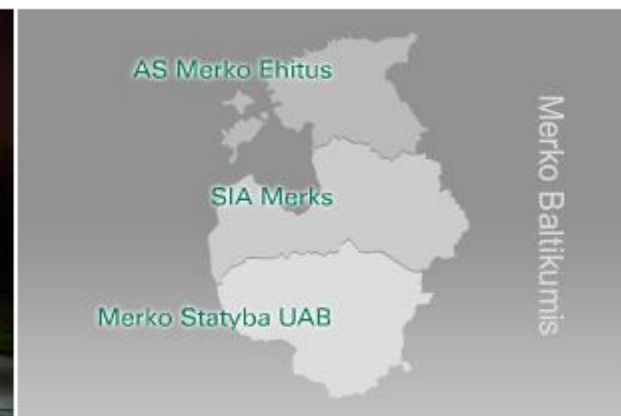 AS Merko Ehitus
SIA Merks
Merko Statyba UAB
Merko Baltikumis